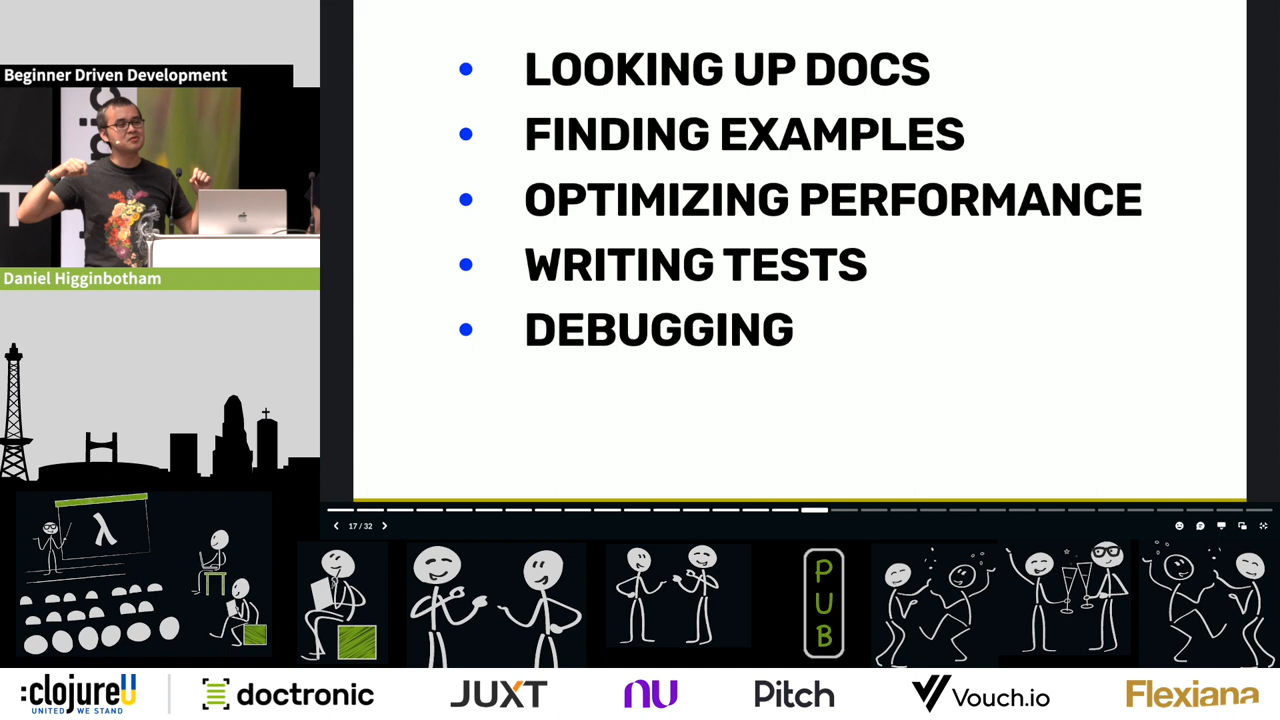 Beginner Driven Development
Daniel Higginbotham
• LOOKING UP DOCS
• FINDING EXAMPLES
• OPTIMIZING PERFORMANCE
• WRITING TESTS
• DEBUGGING
17 / 32
λ
PUB
:clojureU
UNITED WE STAND
doctronic
JUXT
nu
Pitch
Vouch.io
Flexiana